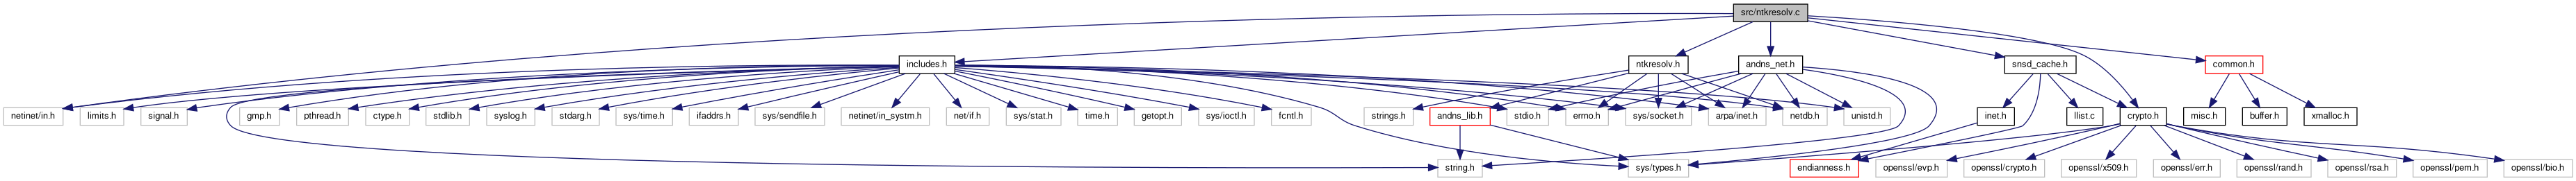 src/ntkresolv.c
includes.h
ntkresolv.h
andns_net.h
snsd_cache.h
common.h
netinet/in.h
limits.h
signal.h
gmp.h
pthread.h
ctype.h
stdlib.h
syslog.h
stdarg.h
sys/time.h
ifaddrs.h
sys/sendfile.h
netinet/in_systm.h
net/if.h
sys/stat.h
time.h
getopt.h
sys/ioctl.h
fcntl.h
strings.h
andns_lib.h
stdio.h
errno.h
sys/socket.h
arpa/inet.h
netdb.h
unistd.h
inet.h
llist.c
crypto.h
misc.h
buffer.h
xmalloc.h
string.h
sys/types.h
endianness.h
openssl/evp.h
openssl/crypto.h
openssl/x509.h
openssl/err.h
openssl/rand.h
openssl/rsa.h
openssl/pem.h
openssl/bio.h